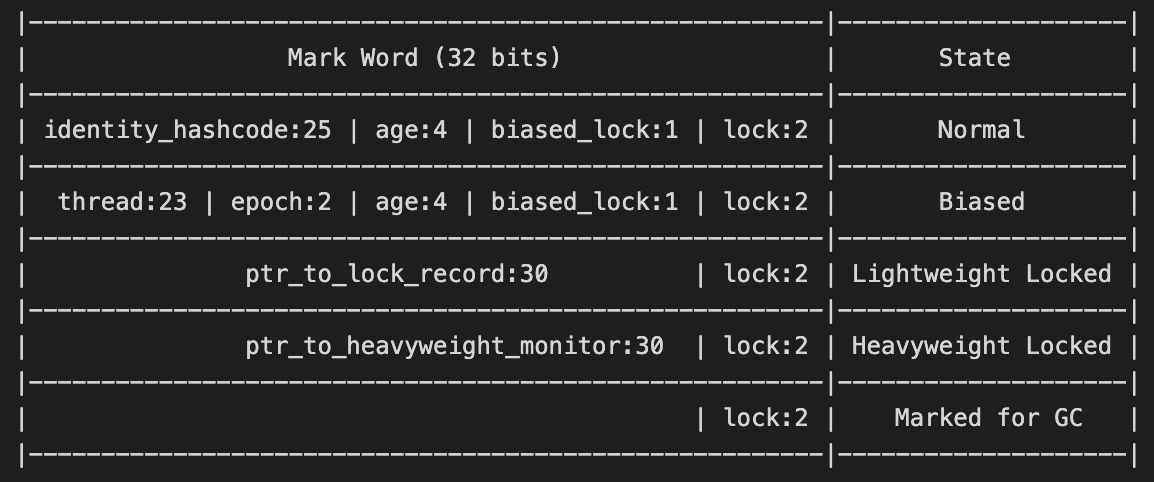 |-------------------------------------------------------|--------------------|
| Mark Word (32 bits) | State |
|-------------------------------------------------------|--------------------|
| identity_hashcode:25 | age:4 | biased_lock:1 | lock:2 | Normal |
|-------------------------------------------------------|--------------------|
| thread:23 | epoch:2 | age:4 | biased_lock:1 | lock:2 | Biased |
|-------------------------------------------------------|--------------------|
| ptr_to_lock_record:30 | lock:2 | Lightweight Locked |
|-------------------------------------------------------|--------------------|
| ptr_to_heavyweight_monitor:30 | lock:2 | Heavyweight Locked |
|-------------------------------------------------------|--------------------|
| | lock:2 | Marked for GC |
|-------------------------------------------------------|--------------------|